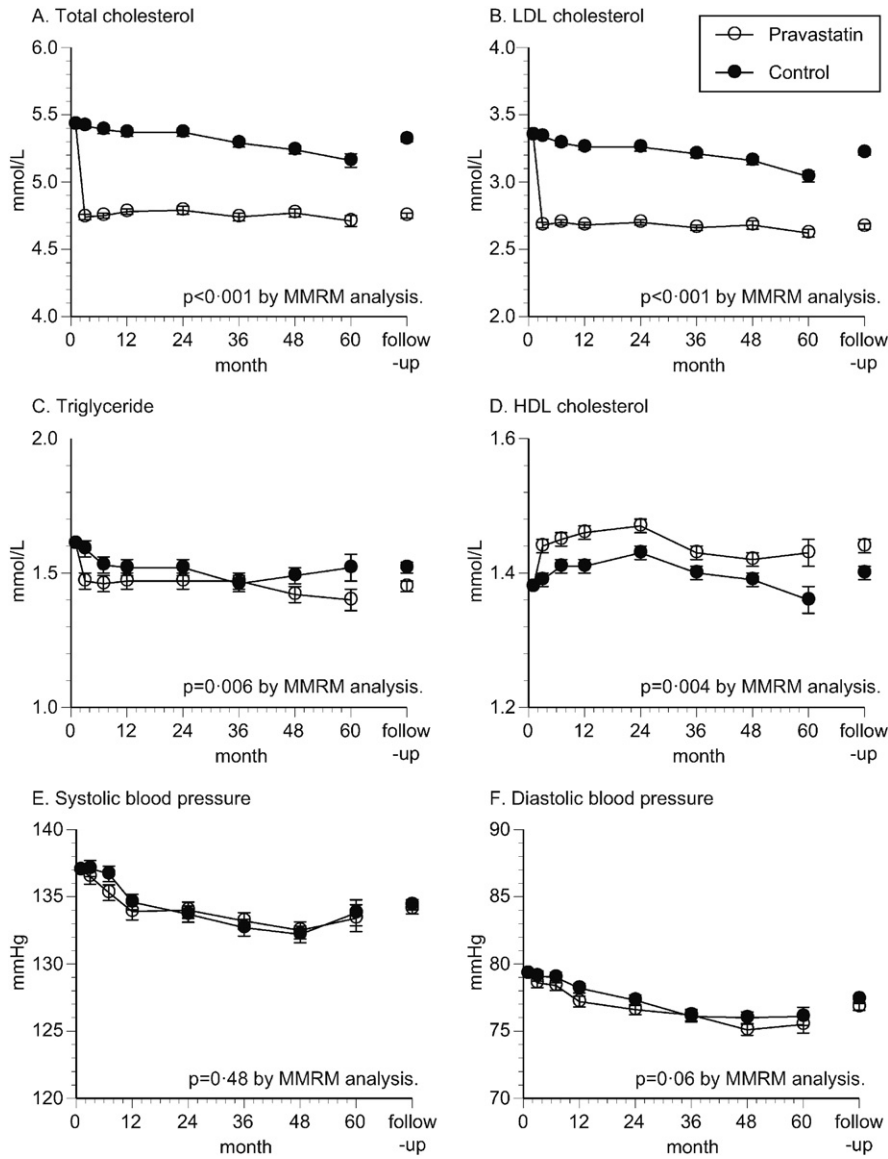 A. Total cholesterol
6.0
5.5
5.0
4.5
4.0
mmol/L
p<0·001 by MMRM analysis.
0 12 24 36 48 60 follow
-up
month
B. LDL cholesterol
Pravastatin
Control
4.0
3.5
3.0
2.5
2.0
mmol/L
p<0·001 by MMRM analysis.
0 12 24 36 48 60 follow
-up
month
C. Triglyceride
2.0
1.5
1.0
mmol/L
p=0·006 by MMRM analysis.
0 12 24 36 48 60 follow
-up
month
D. HDL cholesterol
1.6
1.4
1.2
mmol/L
p=0·004 by MMRM analysis.
0 12 24 36 48 60 follow
-up
month
E. Systolic blood pressure
140
135
130
125
120
mmHg
p=0·48 by MMRM analysis.
0 12 24 36 48 60 follow
-up
month
F. Diastolic blood pressure
90
85
80
75
70
mmHg
p=0·06 by MMRM analysis.
0 12 24 36 48 60 follow
-up
month